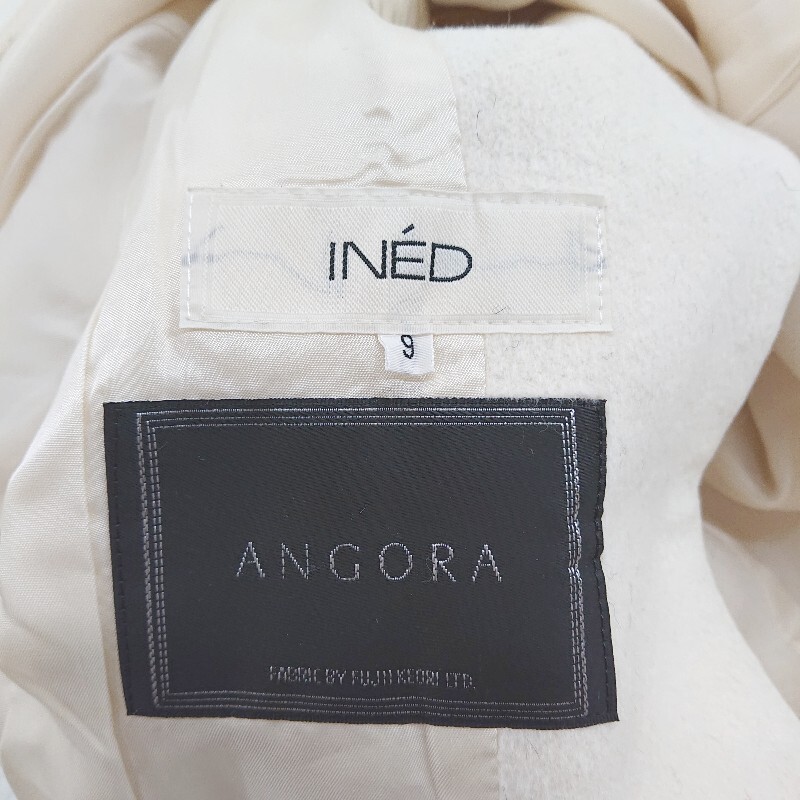 INÉD
9
ANGORA
FABRIC BY FUJII KEORI LTD.